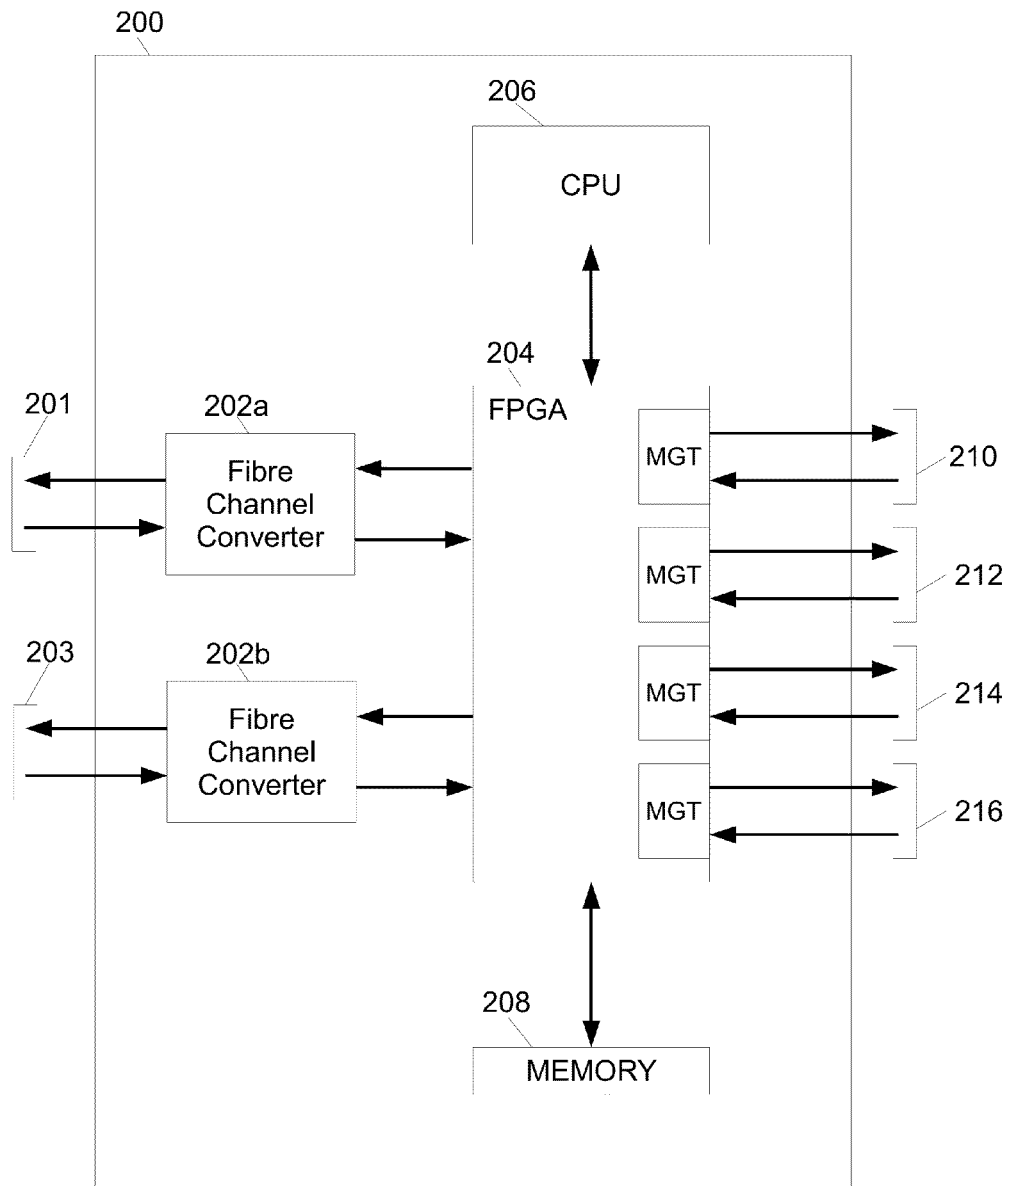 200
206
CPU
204
FPGA
201
202a
Fibre
Channel
Converter
MGT
210
MGT
212
203
202b
Fibre
Channel
Converter
MGT
214
MGT
216
208
MEMORY